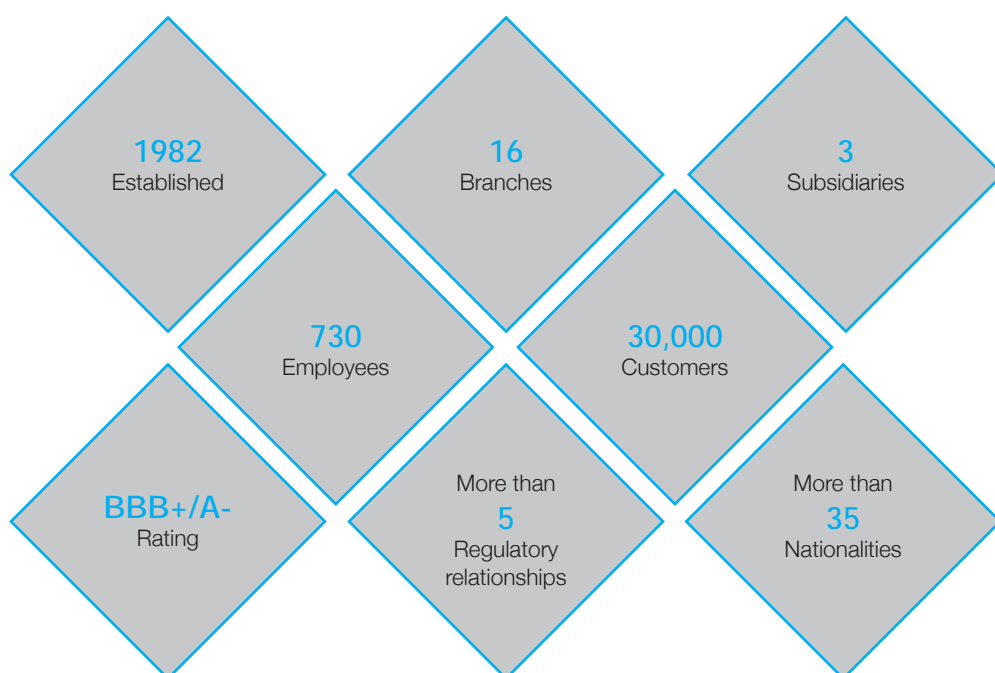 1982
Established
16
Branches
3
Subsidiaries
730
Employees
30,000
Customers
BBB+/A-
Rating
More than
5
Regulatory
relationships
More than
35
Nationalities